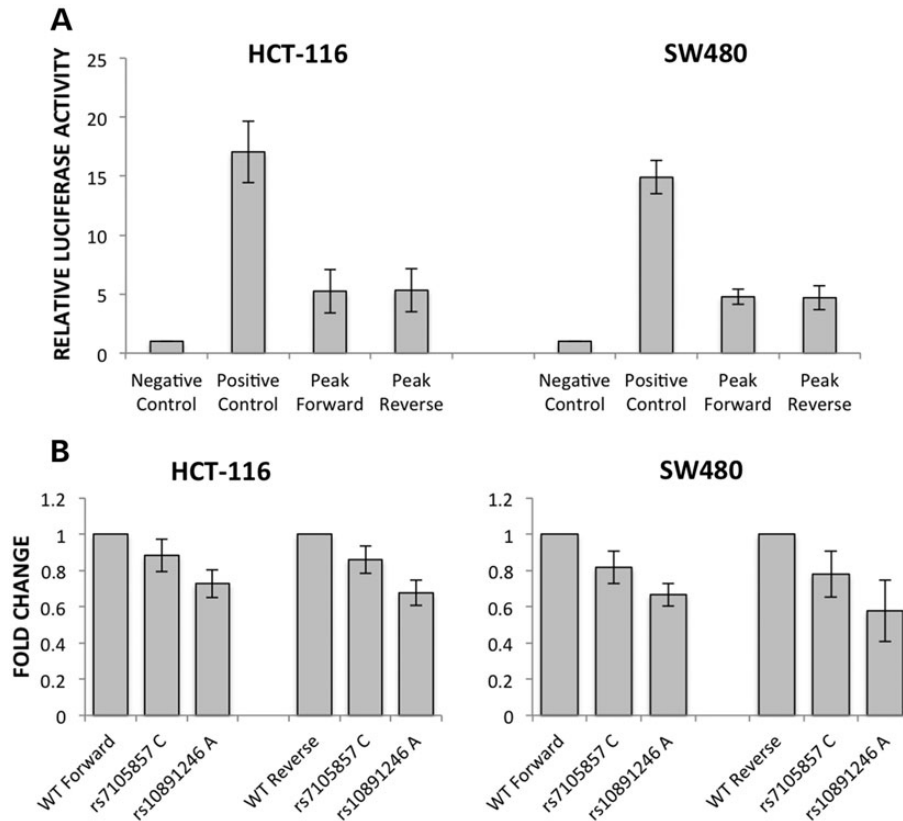 A
HCT-116
SW480
RELATIVE LUCIFERASE ACTIVITY
25
20
15
10
5
0
Negative Control
Positive Control
Peak Forward
Peak Reverse
Negative Control
Positive Control
Peak Forward
Peak Reverse
B
HCT-116
FOLD CHANGE
1.2
1
0.8
0.6
0.4
0.2
0
WT Forward
rs7105857 C
rs10891246 A
WT Reverse
rs7105857 C
rs10891246 A
SW480
1.2
1
0.8
0.6
0.4
0.2
0
WT Forward
rs7105857 C
rs10891246 A
WT Reverse
rs7105857 C
rs10891246 A